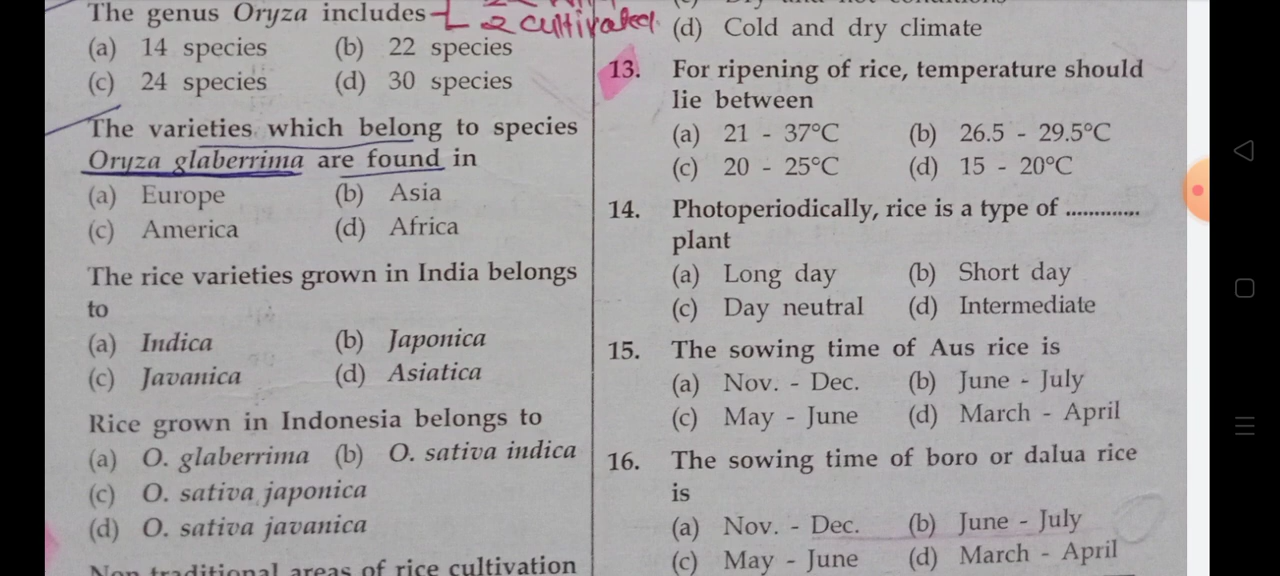 The genus Oryza includes
2 cultivated
(a) 14 species (b) 22 species
(c) 24 species (d) 30 species
The varieties which belong to species
Oryza glaberrima are found in
(a) Europe (b) Asia
(c) America (d) Africa
The rice varieties grown in India belongs
to
(a) Indica (b) Japonica
(c) Javanica (d) Asiatica
Rice grown in Indonesia belongs to
(a) O. glaberrima (b) O. sativa indica
(c) O. sativa japonica
(d) O. sativa javanica
Non traditional areas of rice cultivation
(d) Cold and dry climate
13. For ripening of rice, temperature should
lie between
(a) 21 - 37°C (b) 26.5 - 29.5°C
(c) 20 - 25°C (d) 15 - 20°C
14. Photoperiodically, rice is a type of .............
plant
(a) Long day (b) Short day
(c) Day neutral (d) Intermediate
15. The sowing time of Aus rice is
(a) Nov. - Dec. (b) June - July
(c) May - June (d) March - April
16. The sowing time of boro or dalua rice
is
(a) Nov. - Dec. (b) June - July
(c) May - June (d) March - April